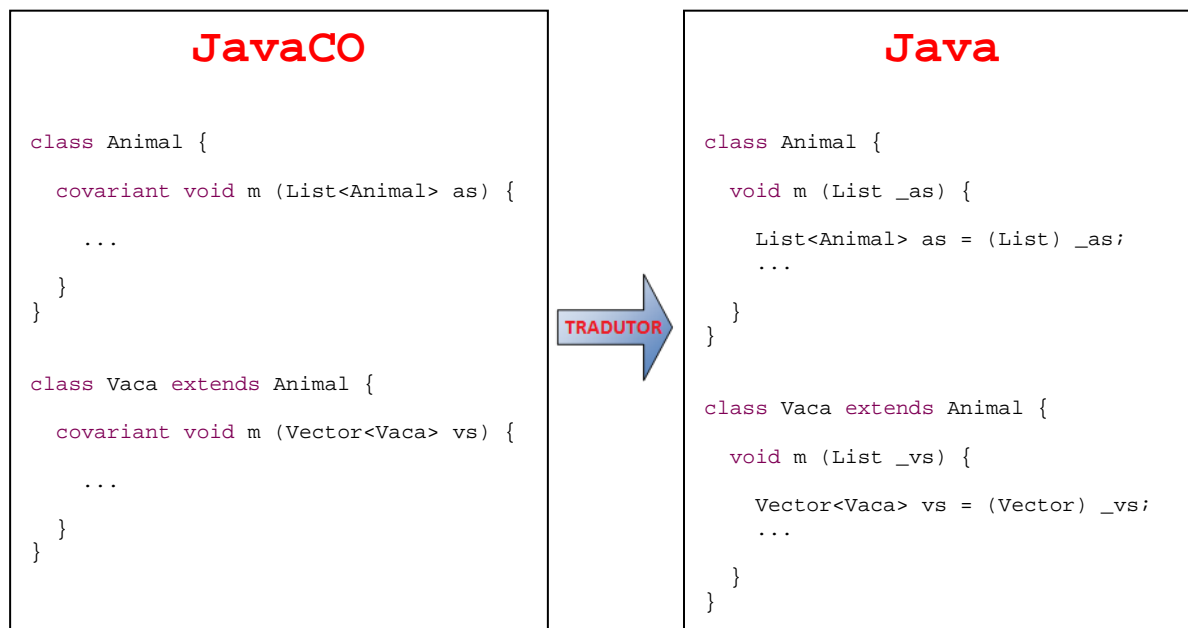 JavaCO
class Animal {
covariant void m (List<Animal> as) {
...
}
}
class Vaca extends Animal {
covariant void m (Vector<Vaca> vs) {
...
}
}
TRADUTOR
Java
class Animal {
void m (List _as) {
List<Animal> as = (List) _as;
...
}
}
class Vaca extends Animal {
void m (List _vs) {
Vector<Vaca> vs = (Vector) _vs;
...
}
}